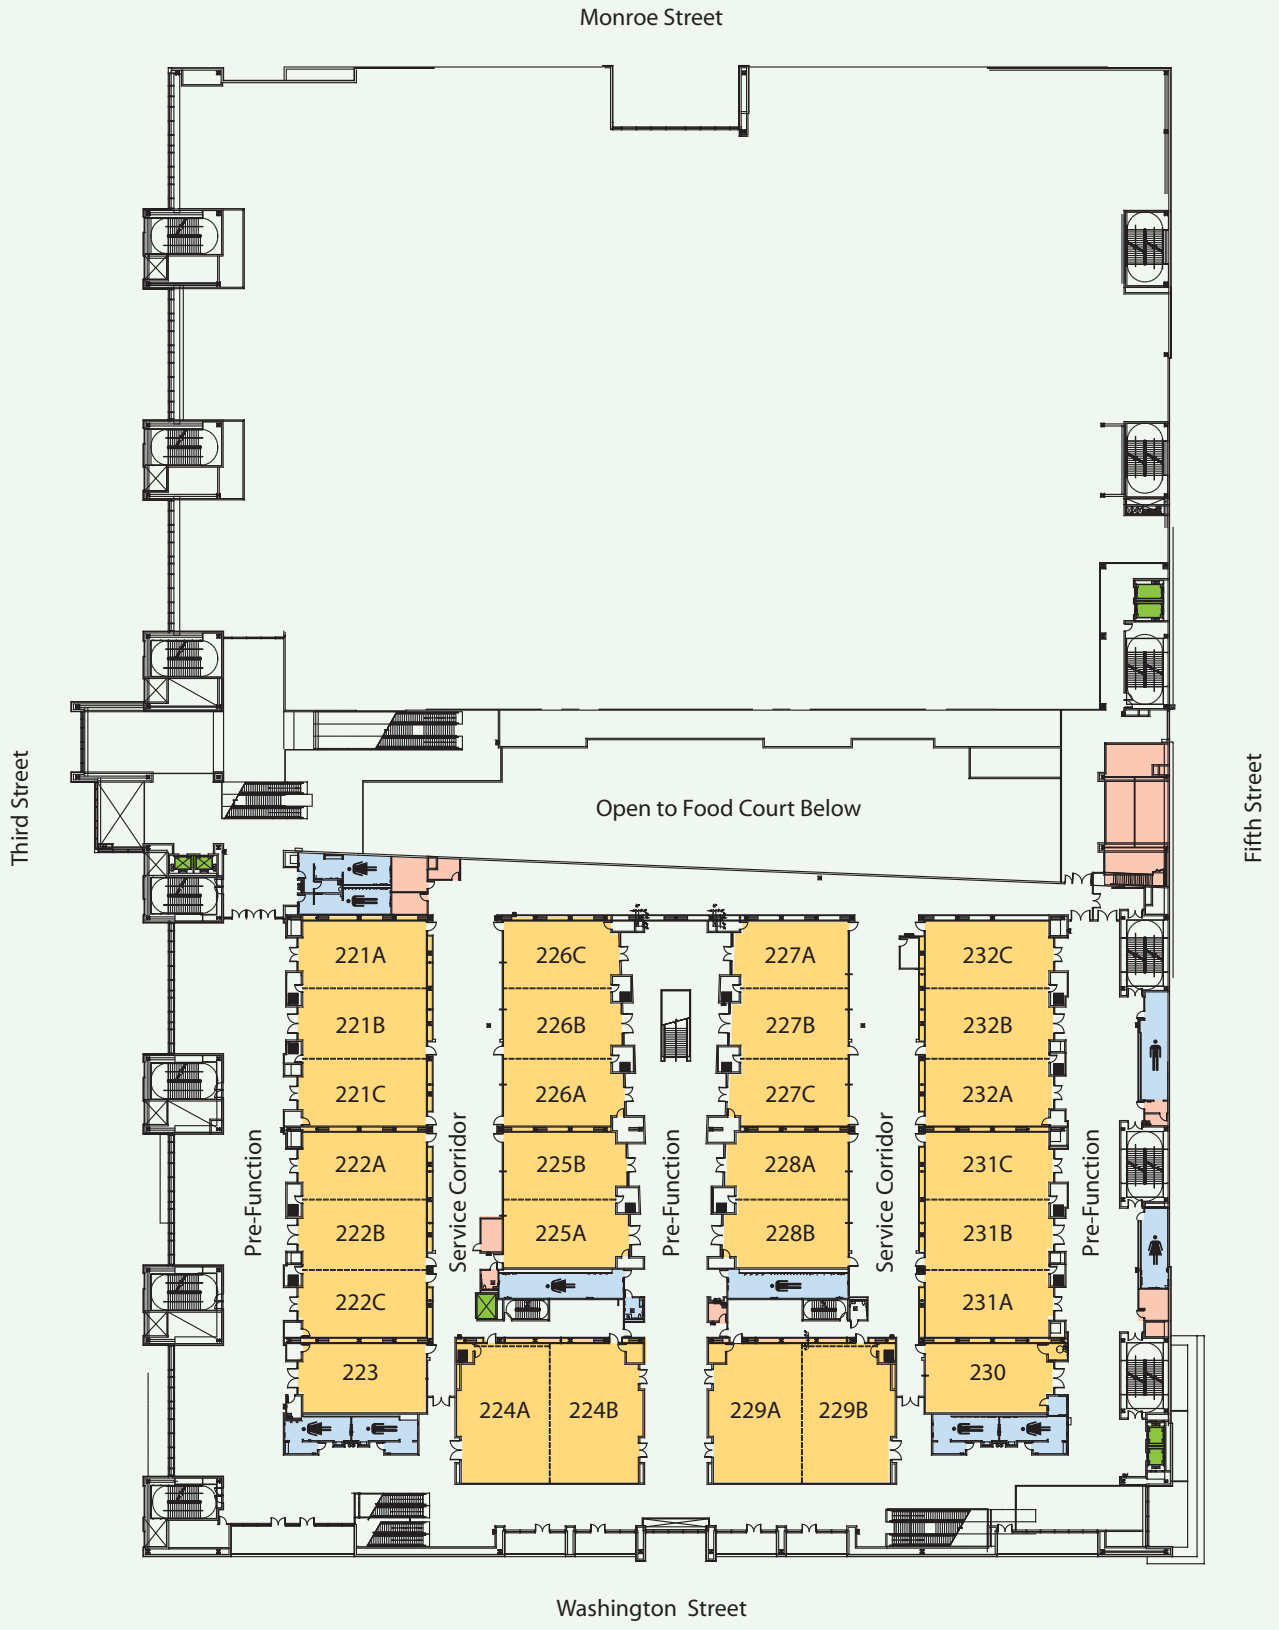 Monroe Street
Third Street
Fifth Street
Open to Food Court Below
221A
226C
227A
232C
221B
226B
227B
232B
221C
226A
227C
232A
Pre-Function
Service Corridor
Pre-Function
Service Corridor
Pre-Function
222A
225B
228A
231C
222B
225A
228B
231B
222C
231A
223
230
224A
224B
229A
229B
Washington Street